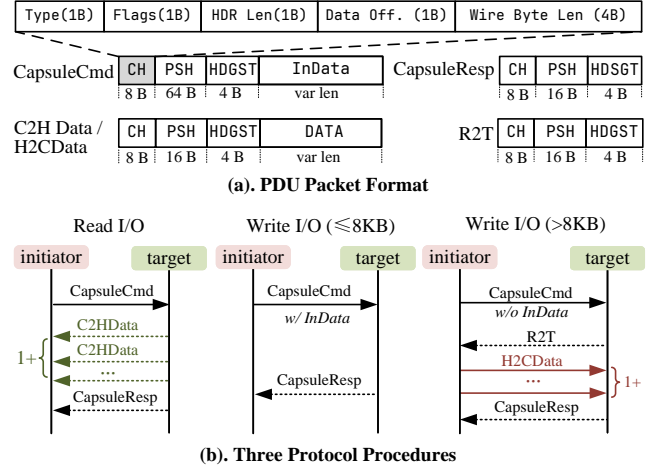 Type(1B) Flags(1B) HDR Len(1B) Data Off. (1B) Wire Byte Len (4B)
CapsuleCmd CH PSH HDGST InData CapsuleResp CH PSH HDSGT
8 B 64 B 4 B var len 8 B 16 B 4 B
C2H Data /
H2CData CH PSH HDGST DATA R2T CH PSH HDGST
8 B 16 B 4 B var len 8 B 16 B 4 B
(a). PDU Packet Format
Read I/O Write I/O (≤8KB) Write I/O (>8KB)
initiator target initiator target initiator target
CapsuleCmd CapsuleCmd CapsuleCmd
w/ InData w/o InData
C2HData R2T
1+ C2HData H2CData
... ... 1+
CapsuleResp CapsuleResp CapsuleResp
(b). Three Protocol Procedures